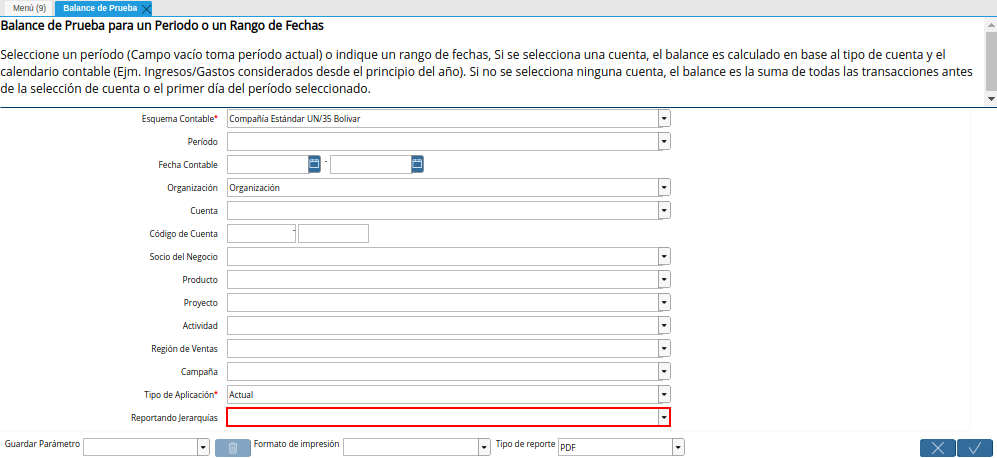 Menú (9) Balance de Prueba
Balance de Prueba para un Periodo o un Rango de Fechas
Seleccione un período (Campo vacío toma período actual) o indique un rango de fechas, Si se selecciona una cuenta, el balance es calculado en base al tipo de cuenta y el
calendario contable (Ejm. Ingresos/Gastos considerados desde el principio del año). Si no se selecciona ninguna cuenta, el balance es la suma de todas las transacciones antes
de la selección de cuenta o el primer día del período seleccionado.
Esquema Contable* Compañía Estándar UN/35 Bolivar
Período
Fecha Contable -
Organización Organización
Cuenta
Código de Cuenta -
Socio del Negocio
Producto
Proyecto
Actividad
Región de Ventas
Campaña
Tipo de Aplicación* Actual
Reportando Jerarquías
Guardar Parámetro Formato de impresión Tipo de reporte PDF